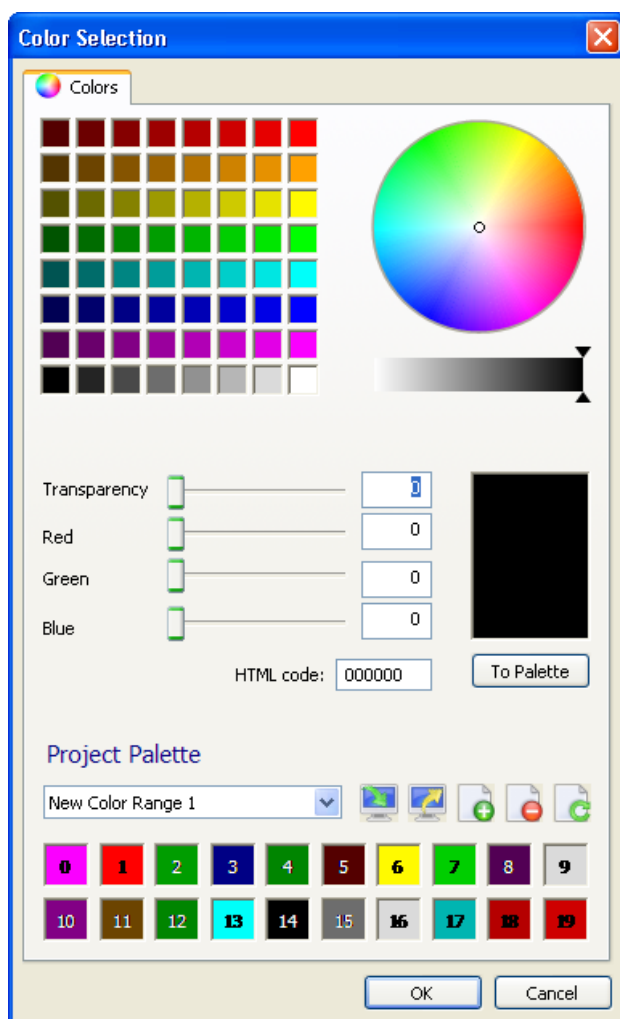 Color Selection
Colors
Transparency 0
Red 0
Green 0
Blue 0
HTML code: 000000 To Palette
Project Palette
New Color Range 1
0 1 2 3 4 5 6 7 8 9
10 11 12 13 14 15 16 17 18 19
OK Cancel